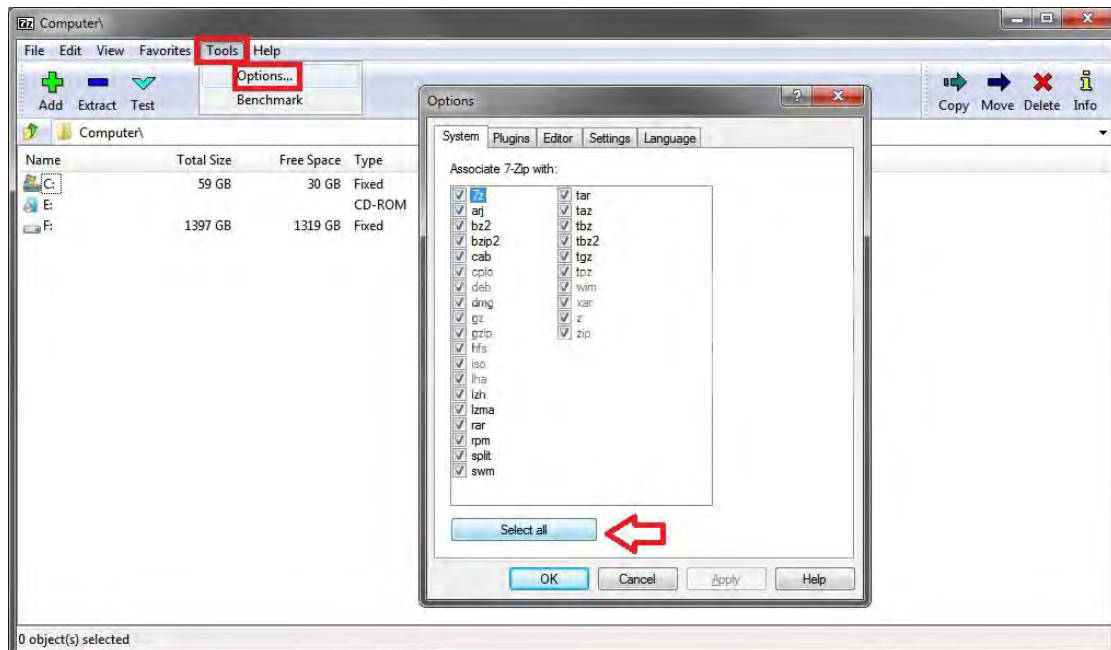 7z Computer\
File Edit View Favorites Tools Help
Options...
Benchmark
Add Extract Test
Copy Move Delete Info
Computer\
Name Total Size Free Space Type
C: 59 GB 30 GB Fixed
E: CD-ROM
F: 1397 GB 1319 GB Fixed
Options
?
System Plugins Editor Settings Language
Associate 7-Zip with:
7z
arj
bz2
bzip2
cab
cpio
deb
dmg
gz
gzip
hfs
iso
lha
lzh
lzma
rar
rpm
split
swm
tar
taz
tbz
tbz2
tgz
tpz
wim
xar
z
zip
Select all
OK Cancel Apply Help
0 object(s) selected